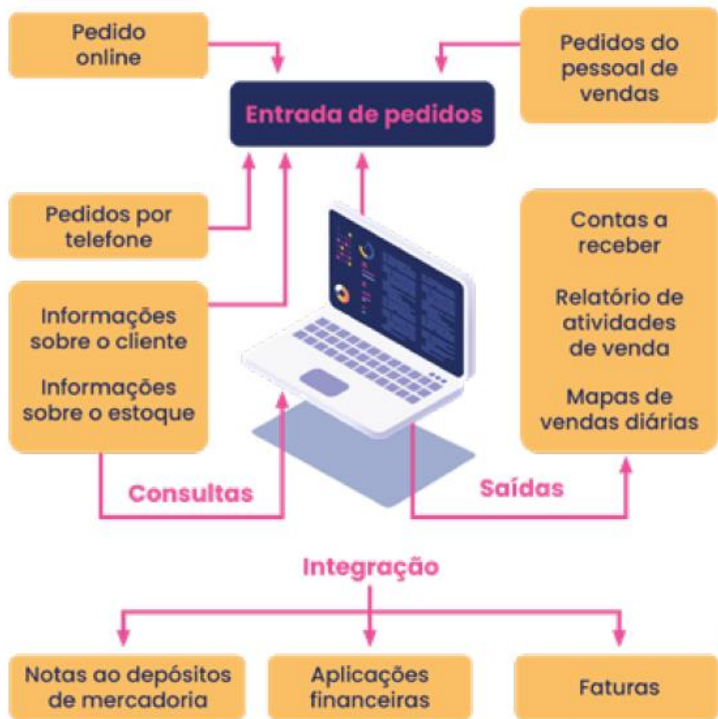 Pedido
online
Pedidos do
pessoal de
vendas
Entrada de pedidos
Pedidos por
telefone
Informações
sobre o cliente
Informações
sobre o estoque
Contas a
receber
Relatório de
atividades
de venda
Mapas de
vendas diárias
Consultas
Saídas
Integração
Notas ao depósitos
de mercadoria
Aplicações
financeiras
Faturas